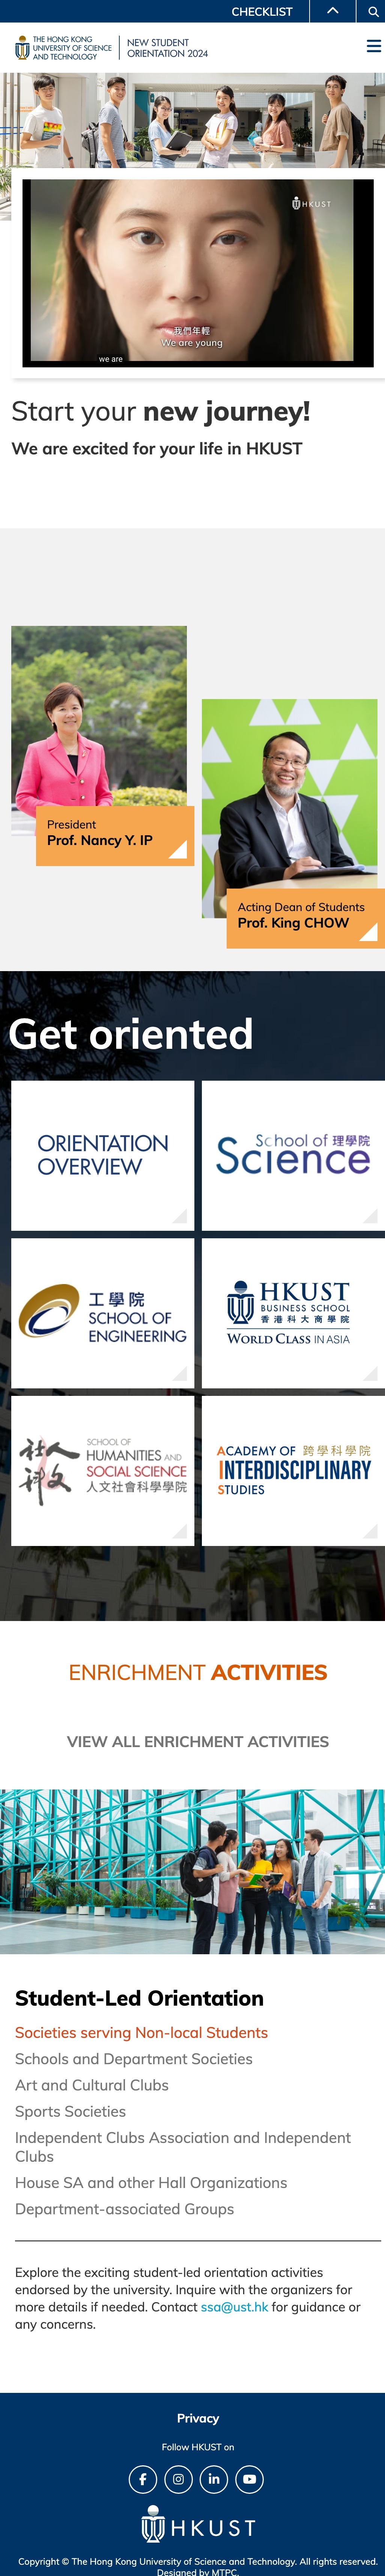 CHECKLIST
THE HONG KONG
UNIVERSITY OF SCIENCE
AND TECHNOLOGY
NEW STUDENT
ORIENTATION 2024
HKUST
我們年輕
We are young
we are
Start your new journey!
We are excited for your life in HKUST
President
Prof. Nancy Y. IP
Acting Dean of Students
Prof. King CHOW
Get oriented
ORIENTATION
OVERVIEW
School of 理學院
Science
工學院
SCHOOL OF
ENGINEERING
HKUST
BUSINESS SCHOOL
香港科大商學院
WORLD CLASS IN ASIA
社人
科文
SCHOOL OF
HUMANITIES AND
SOCIAL SCIENCE
人文社會科學學院
ACADEMY OF 跨學科學院
INTERDISCIPLINARY
STUDIES
ENRICHMENT ACTIVITIES
VIEW ALL ENRICHMENT ACTIVITIES
Student-Led Orientation
Societies serving Non-local Students
Schools and Department Societies
Art and Cultural Clubs
Sports Societies
Independent Clubs Association and Independent
Clubs
House SA and other Hall Organizations
Department-associated Groups
Explore the exciting student-led orientation activities
endorsed by the university. Inquire with the organizers for
more details if needed. Contact ssa@ust.hk for guidance or
any concerns.
Privacy
Follow HKUST on
HKUST
Copyright © The Hong Kong University of Science and Technology. All rights reserved.
Designed by MTPC.